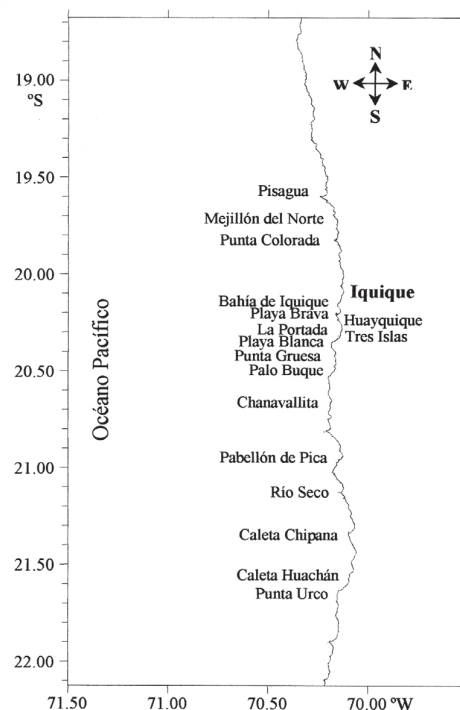 19.00
ºS
19.50
20.00
20.50
21.00
21.50
22.00
Océano Pacífico
N
W E
S
Pisagua
Mejillón del Norte
Punta Colorada
Iquique
Bahía de Iquique
Playa Brava
Huayquique
La Portada
Tres Islas
Playa Blanca
Punta Gruesa
Palo Buque
Chanavallita
Pabellón de Pica
Río Seco
Caleta Chipana
Caleta Huachán
Punta Urco
71.50 71.00 70.50 70.00 ºW